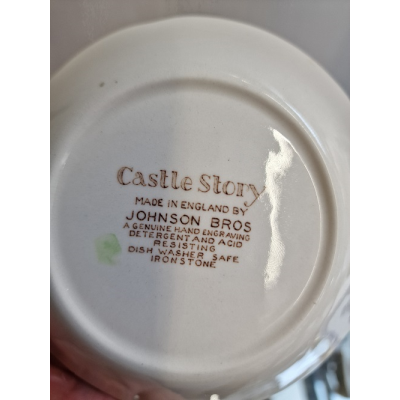 Castle Story
MADE IN ENGLAND BY
JOHNSON BROS
A GENUINE HAND ENGRAVING
DETERGENT AND ACID
RESISTING
DISH WASHER SAFE
IRONSTONE